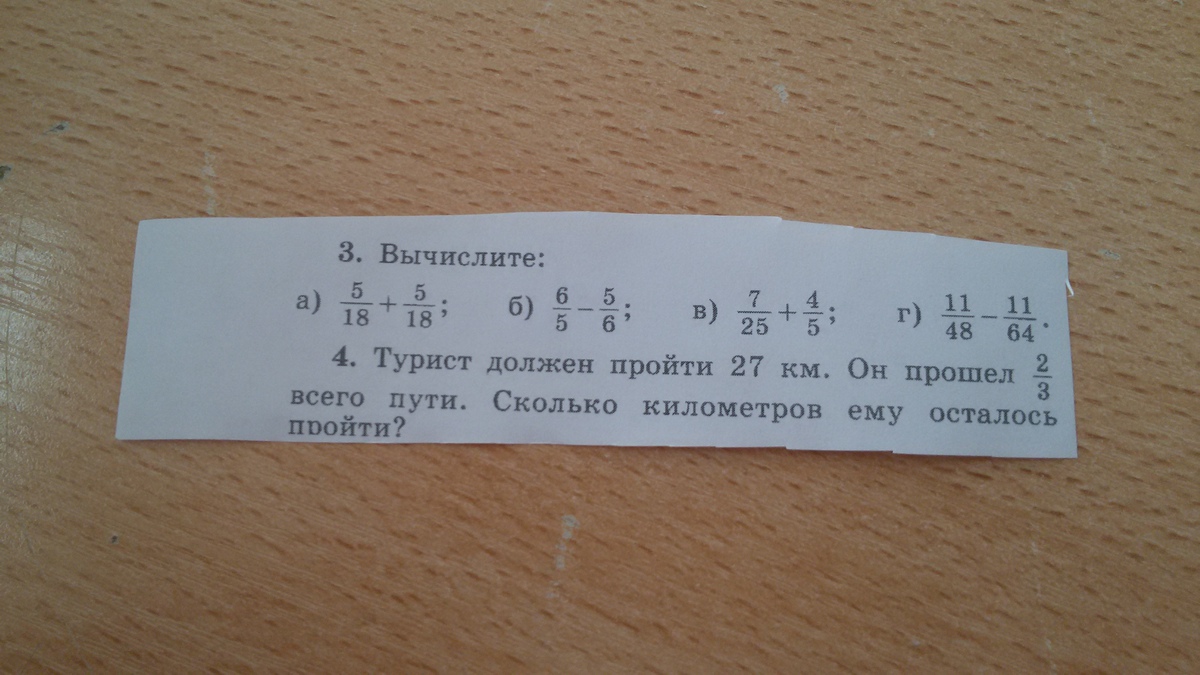 3. Вычислите:
а) 5/18 + 5/18; б) 6/5 − 5/6; в) 7/25 + 4/5; г) 11/48 − 11/64.
4. Турист должен пройти 27 км. Он прошел 2/3
всего пути. Сколько километров ему осталось
пройти?